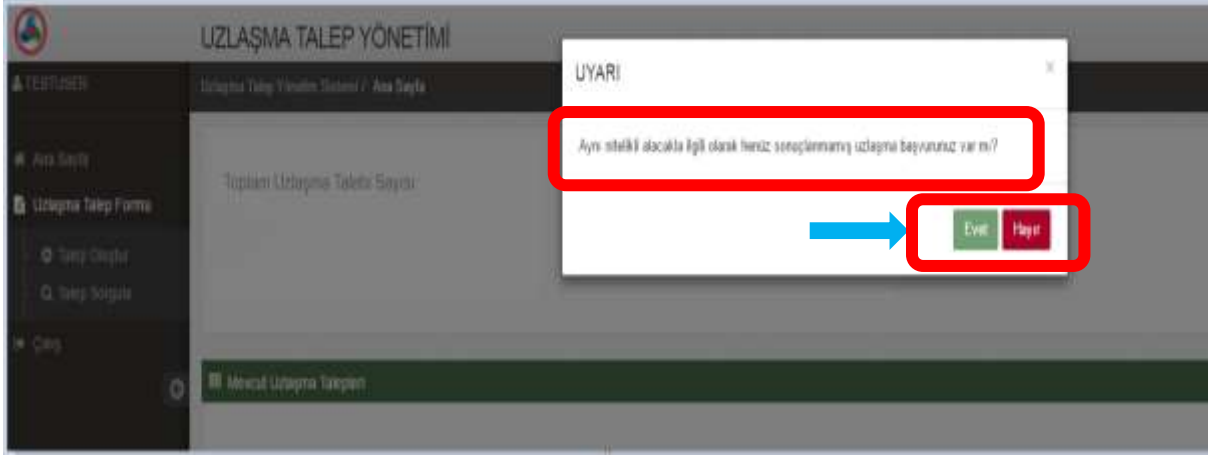 UZLAŞMA TALEP YÖNETİMİ
TESTUSER
Uzlaşma Talep Yönetim Sistemi / Ana Sayfa
UYARI
×
Aynı nitelikli alacakla ilgili olarak henüz sonuçlanmamış uzlaşma başvurunuz var mı?
Evet Hayır
Ana Sayfa
Toplam Uzlaşma Talebi Sayısı
Uzlaşma Talep Formu
Talep Oluştur
Talep Sorgula
Çıkış
Mevcut Uzlaşma Talepleri